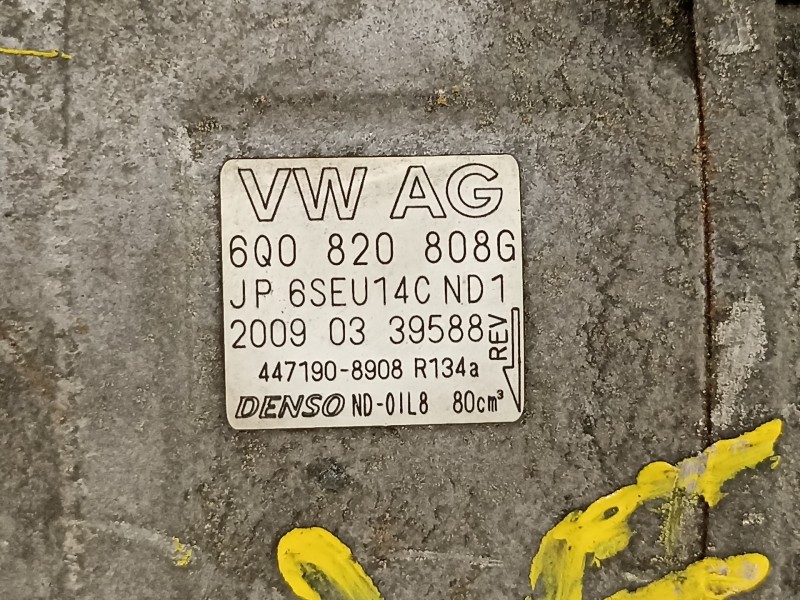 VW AG
6Q0 820 808G
JP 6SEU14C ND1
2009 03 39588
REV
447190-8908 R134a
DENSO ND-OIL8 80cm³